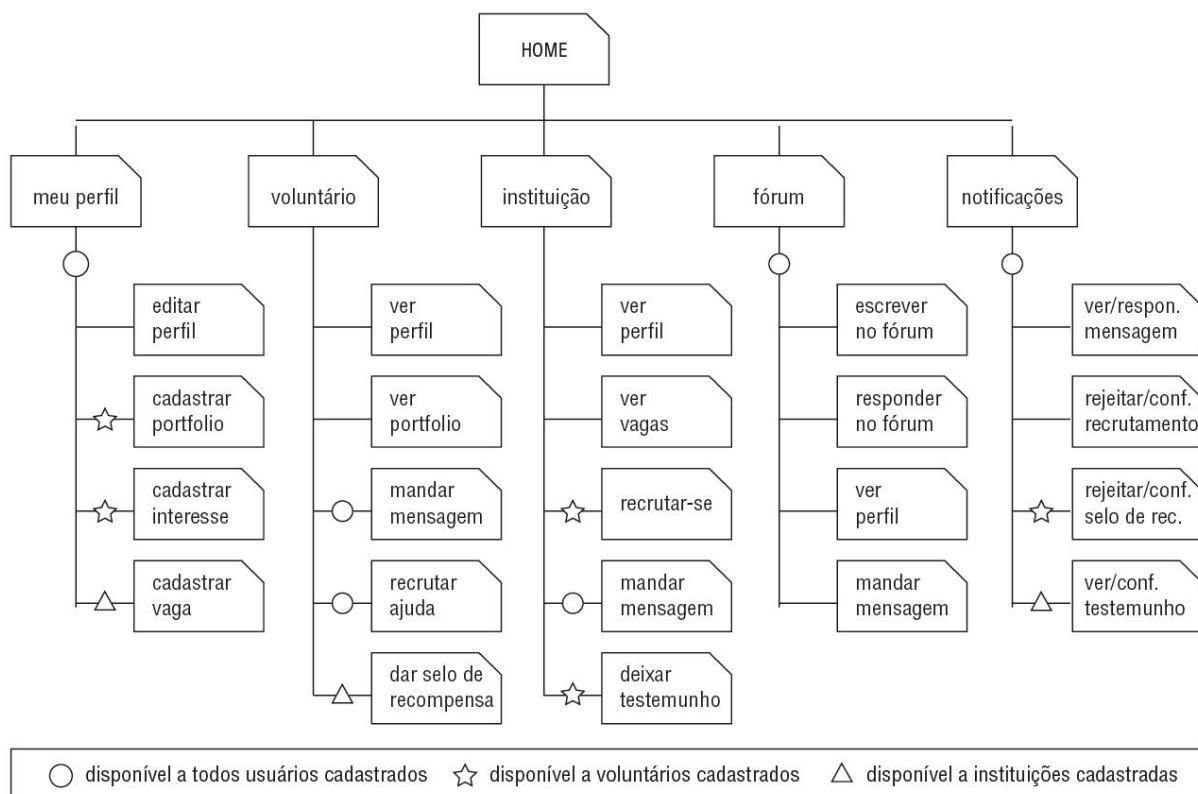 HOME
meu perfil
voluntário
instituição
fórum
notificações
editar
perfil
cadastrar
portfolio
cadastrar
interesse
cadastrar
vaga
ver
perfil
ver
portfolio
mandar
mensagem
recrutar
ajuda
dar selo de
recompensa
ver
perfil
ver
vagas
recrutar-se
mandar
mensagem
deixar
testemunho
escrever
no fórum
responder
no fórum
ver
perfil
mandar
mensagem
ver/respon.
mensagem
rejeitar/conf.
recrutamento
rejeitar/conf.
selo de rec.
ver/conf.
testemunho
disponível a todos usuários cadastrados
disponível a voluntários cadastrados
disponível a instituições cadastradas